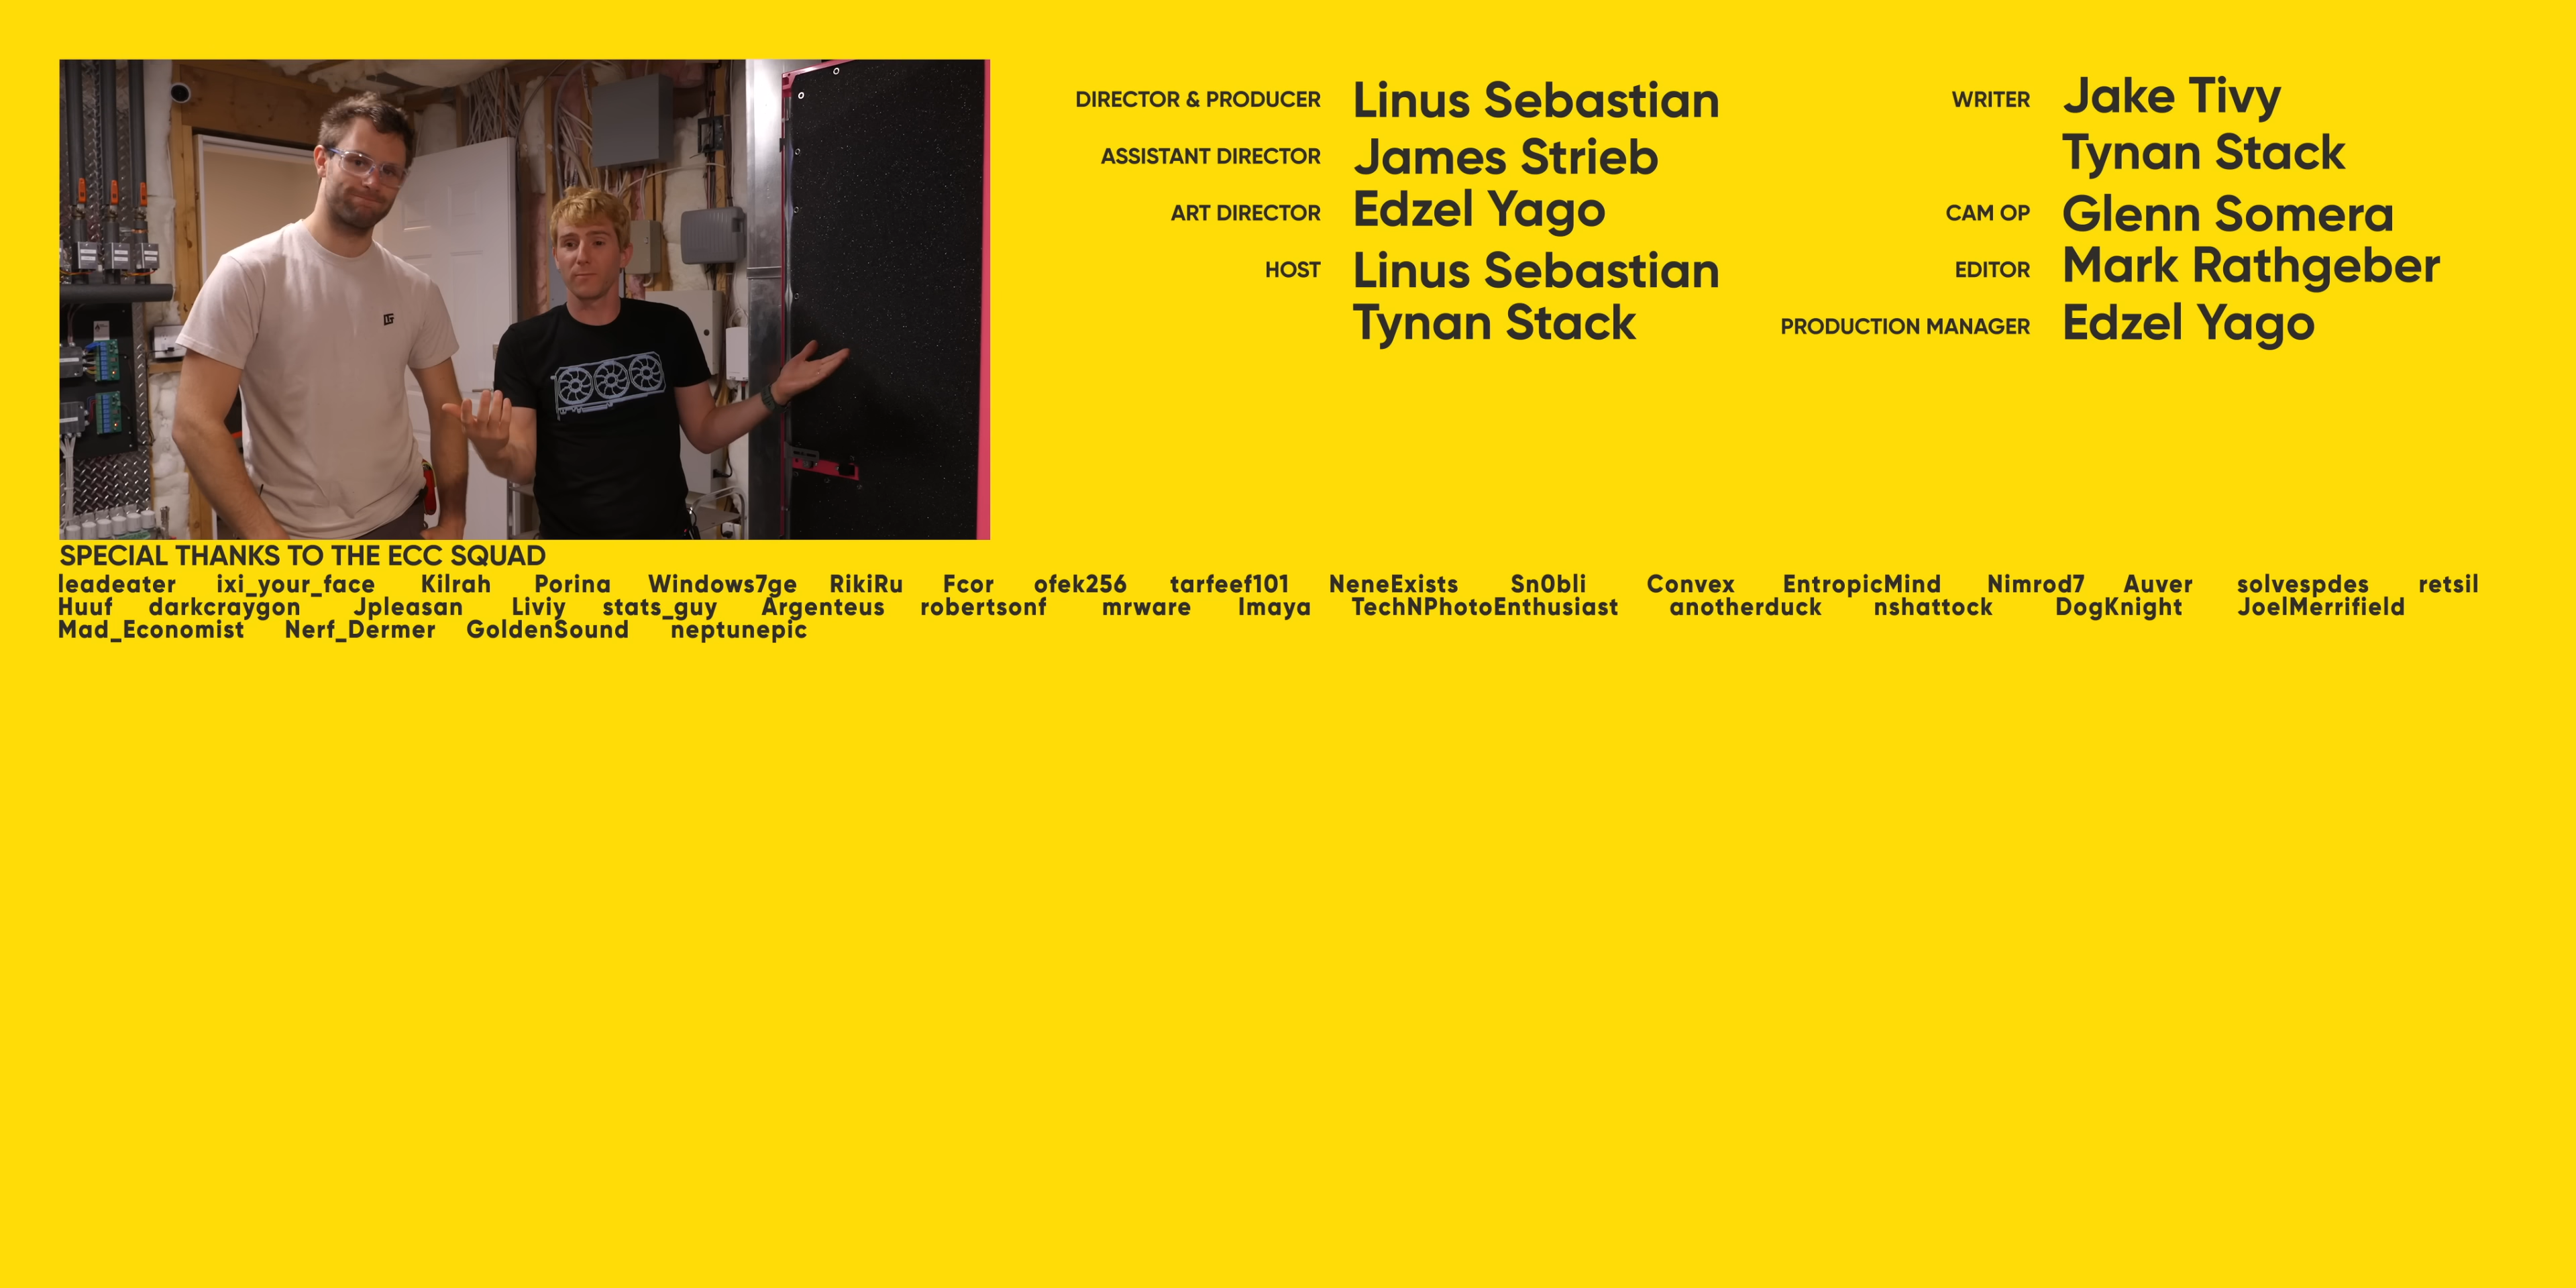 DIRECTOR & PRODUCER Linus Sebastian
ASSISTANT DIRECTOR James Strieb
ART DIRECTOR Edzel Yago
HOST Linus Sebastian
Tynan Stack
WRITER Jake Tivy
Tynan Stack
CAM OP Glenn Somera
EDITOR Mark Rathgeber
PRODUCTION MANAGER Edzel Yago
SPECIAL THANKS TO THE ECC SQUAD
leadeater ixi_your_face Kilrah Porina Windows7ge RikiRu Fcor ofek256 tarfeef101 NeneExists Sn0bli Convex EntropicMind Nimrod7 Auver solvespdes retsil
Huuf darkcraygon Jpleasan Liviy stats_guy Argenteus robertsonf mrware Imaya TechNPhotoEnthusiast anotherduck nshattock DogKnight JoelMerrifield
Mad_Economist Nerf_Dermer GoldenSound neptunepic